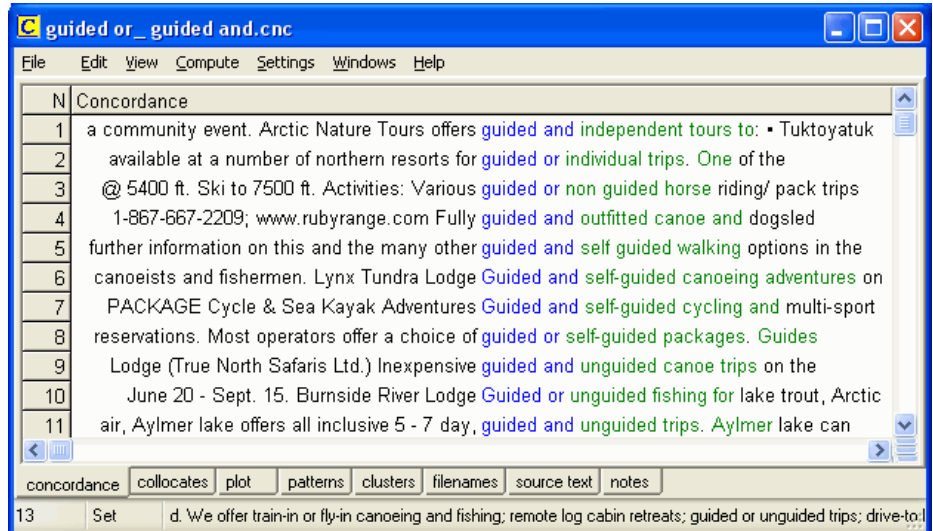 guided or_ guided and.cnc
File Edit View Compute Settings Windows Help
N Concordance
1 a community event. Arctic Nature Tours offers guided and independent tours to: ▪ Tuktoyatuk
2 available at a number of northern resorts for guided or individual trips. One of the
3 @ 5400 ft. Ski to 7500 ft. Activities: Various guided or non guided horse riding/ pack trips
4 1-867-667-2209; www.rubyrange.com Fully guided and outfitted canoe and dogsled
5 further information on this and the many other guided and self guided walking options in the
6 canoeists and fishermen. Lynx Tundra Lodge Guided and self-guided canoeing adventures on
7 PACKAGE Cycle & Sea Kayak Adventures Guided and self-guided cycling and multi-sport
8 reservations. Most operators offer a choice of guided or self-guided packages. Guides
9 Lodge (True North Safaris Ltd.) Inexpensive guided and unguided canoe trips on the
10 June 20 - Sept. 15. Burnside River Lodge Guided or unguided fishing for lake trout, Arctic
11 air, Aylmer lake offers all inclusive 5 - 7 day, guided and unguided trips. Aylmer lake can
concordance collocates plot patterns clusters filenames source text notes
13 Set d. We offer train-in or fly-in canoeing and fishing; remote log cabin retreats; guided or unguided trips; drive-to